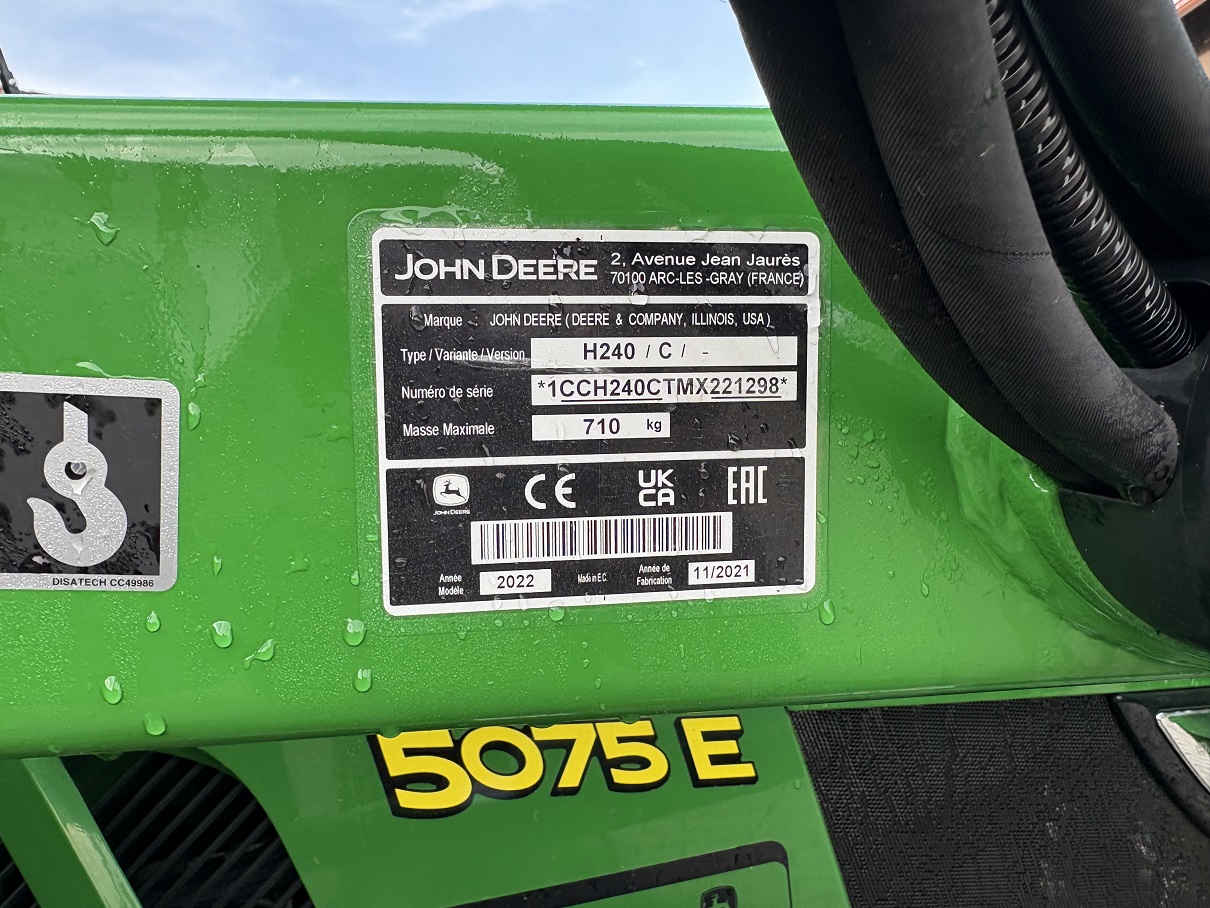 JOHN DEERE
2, Avenue Jean Jaurès
70100 ARC-LES -GRAY (FRANCE)
Marque JOHN DEERE ( DEERE & COMPANY, ILLINOIS, USA )
Type / Variante / Version H240 / C / -
Numéro de série *1CCH240CTMX221298*
Masse Maximale 710 kg
JOHN DEERE
CE
UK
CA
EAC
Année
Modèle
2022
Made in E.C.
Année de
Fabrication
11/2021
DISATECH CC49986
5075 E